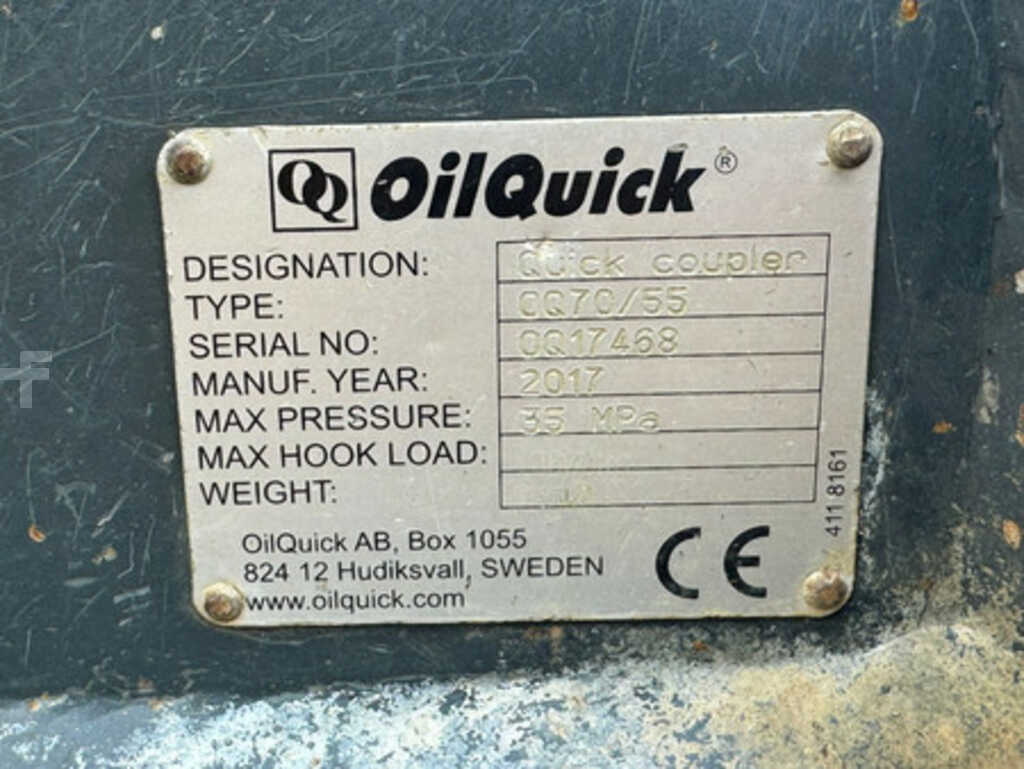 QQ OilQuick®
DESIGNATION: Quick coupler
TYPE: OQ70/55
SERIAL NO: OQ17468
MANUF. YEAR: 2017
MAX PRESSURE: 35 MPa
MAX HOOK LOAD:
WEIGHT:
411 8161
OilQuick AB, Box 1055
824 12 Hudiksvall, SWEDEN
www.oilquick.com
CE